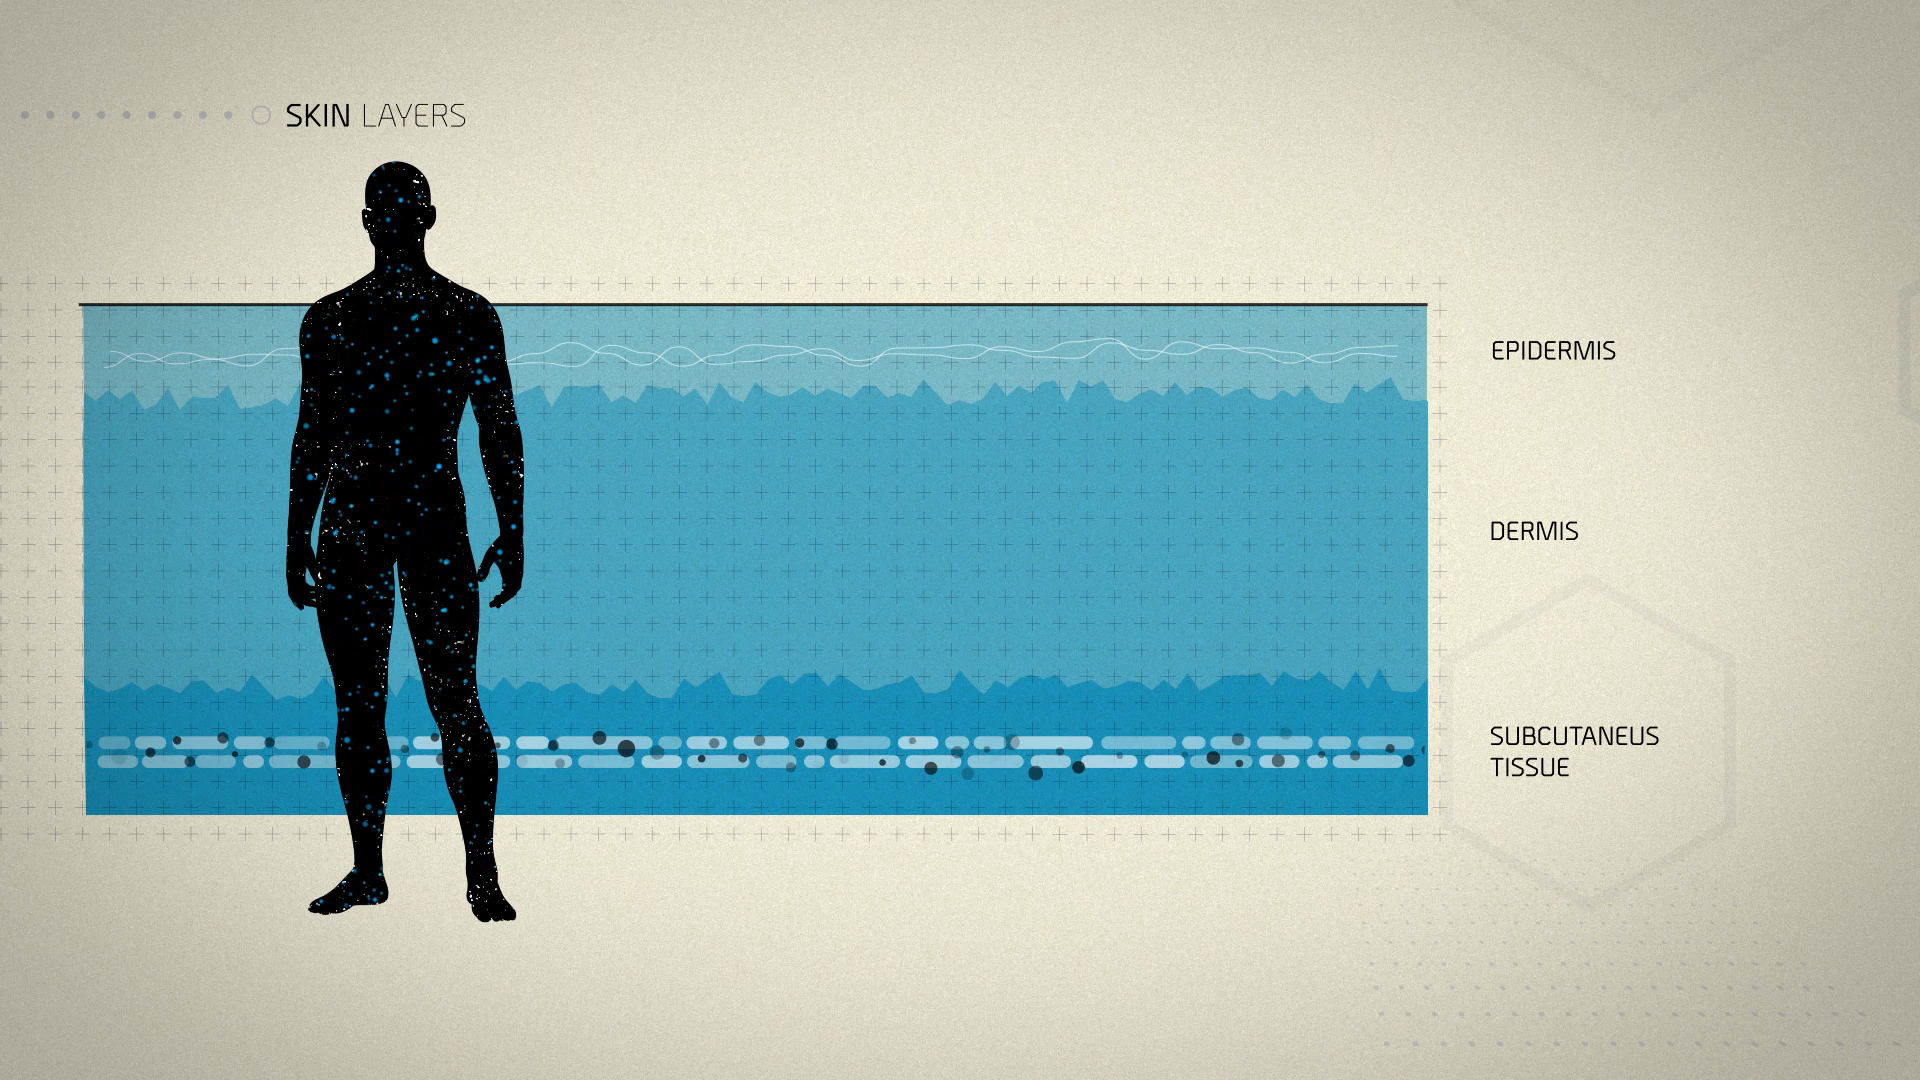 SKIN LAYERS
EPIDERMIS
DERMIS
SUBCUTANEUS
TISSUE